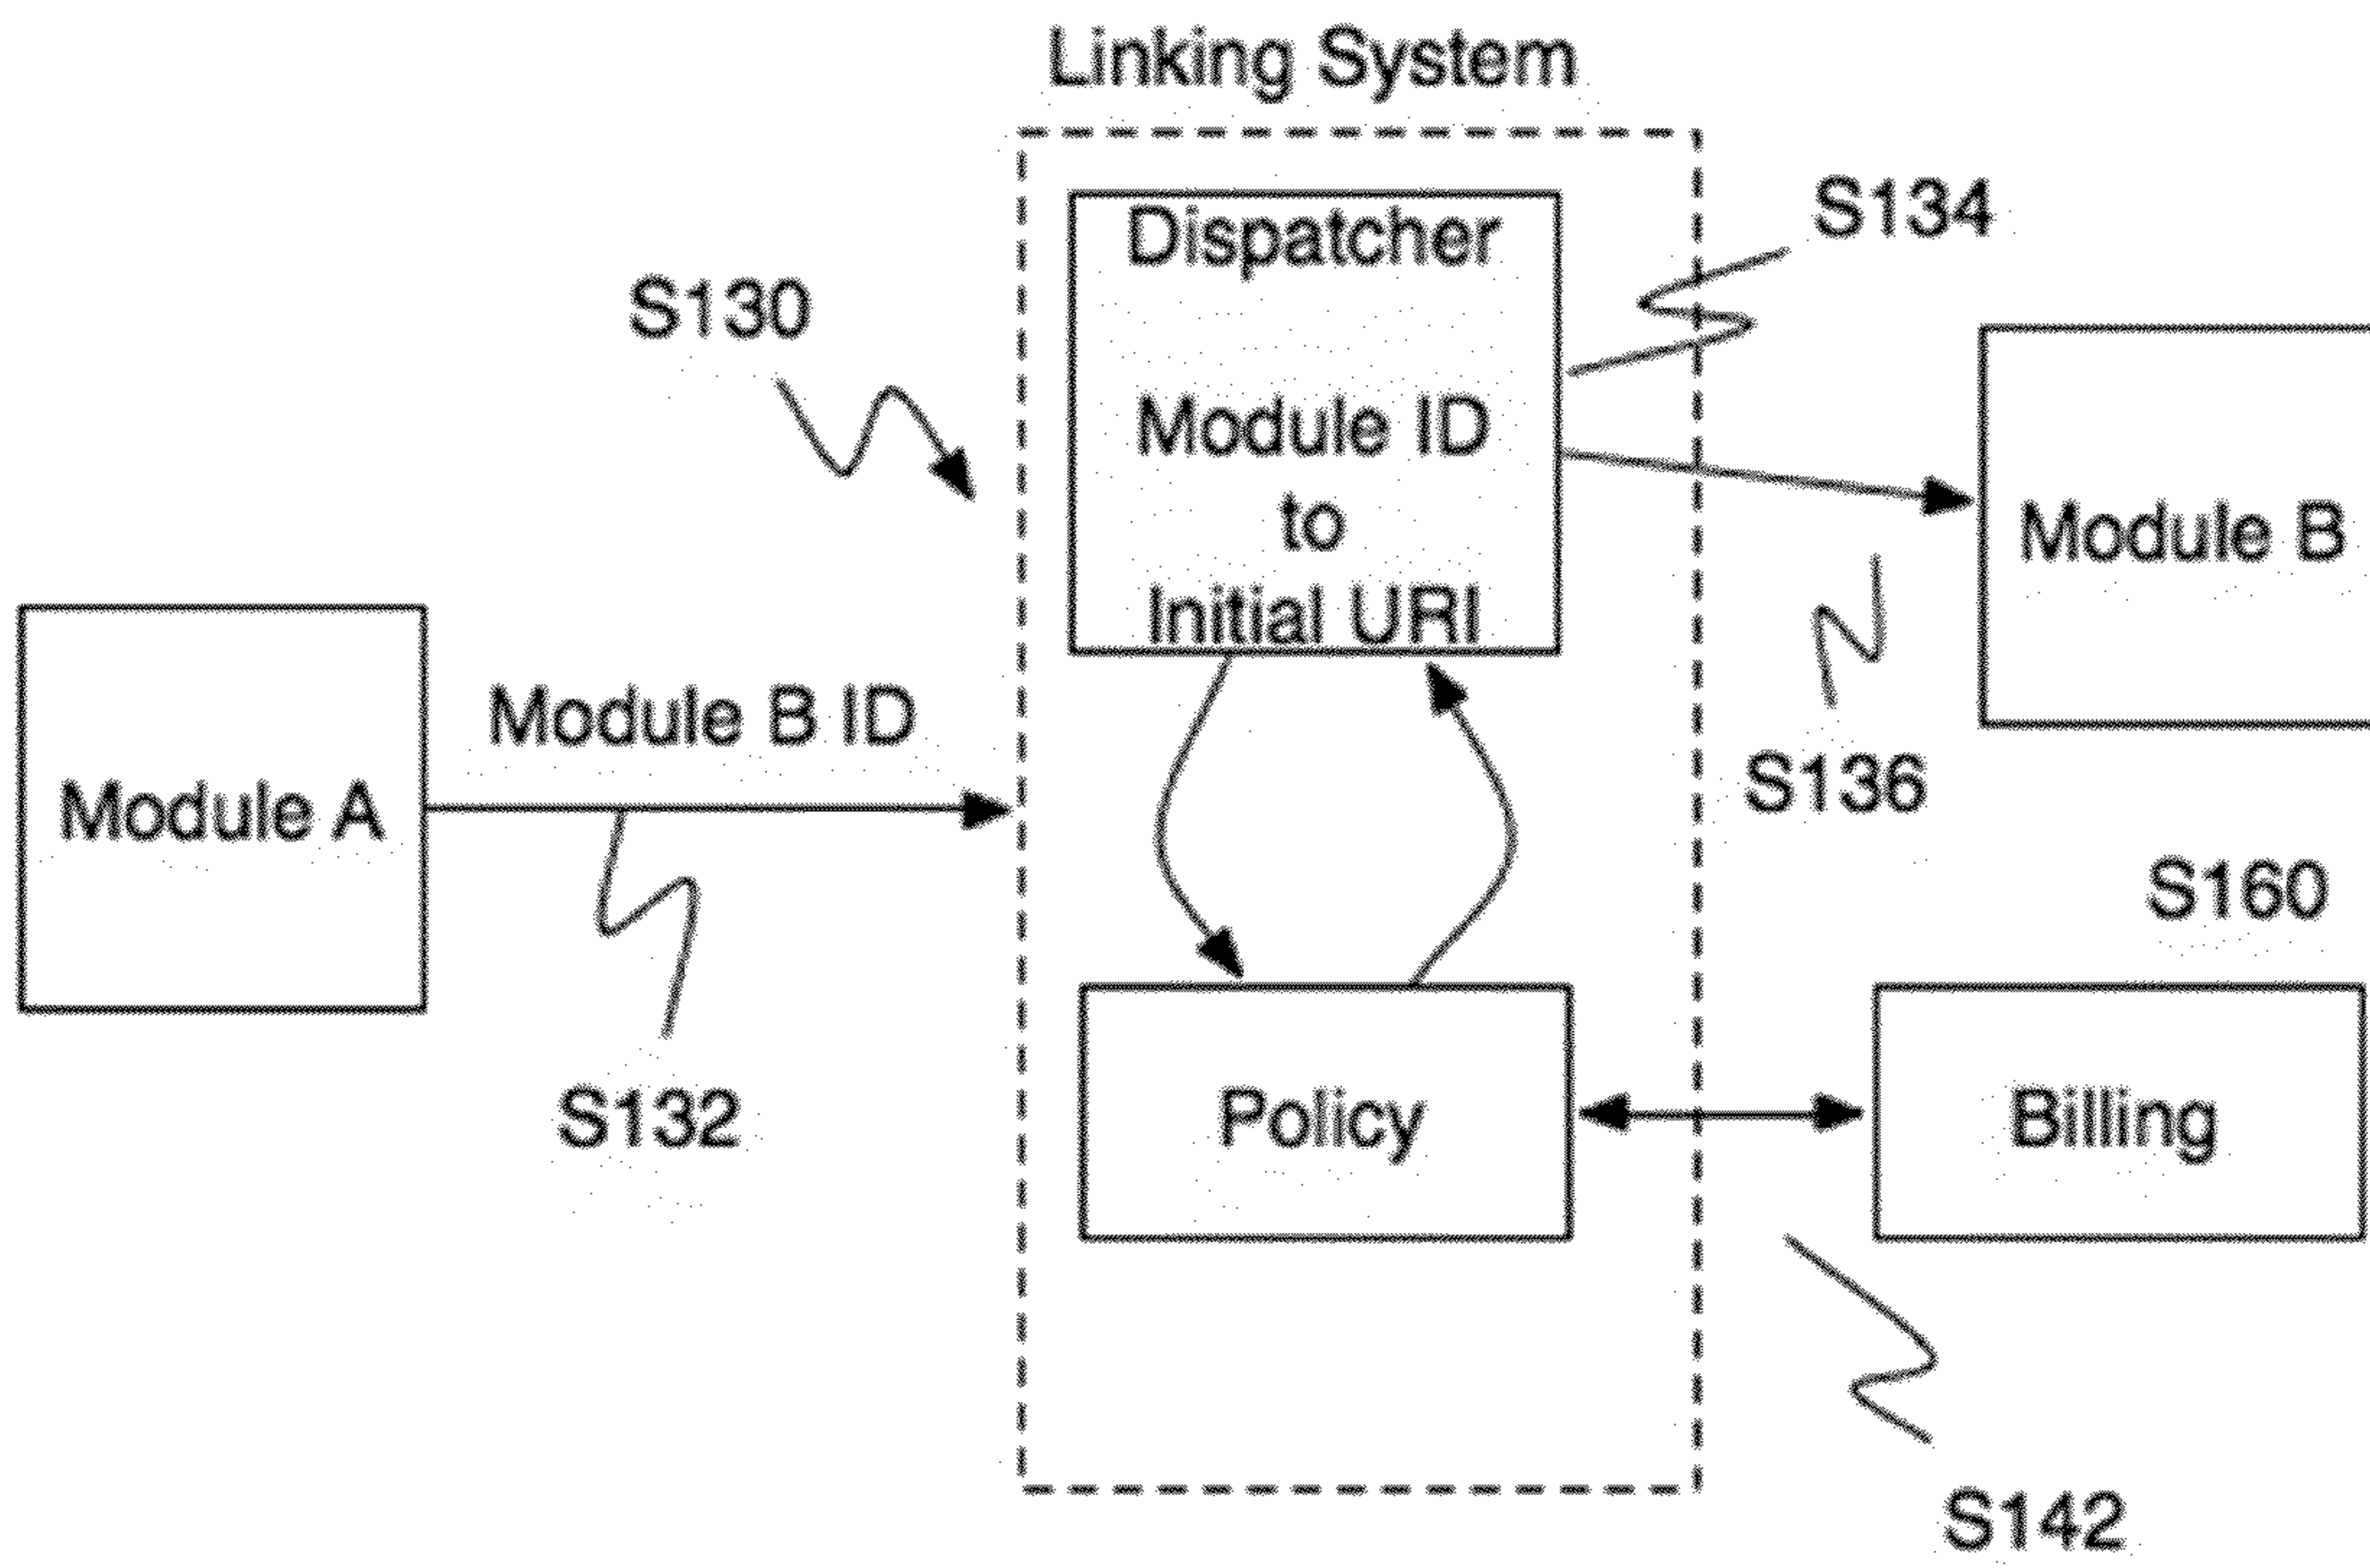 Linking System
S130
Dispatcher
Module ID
to
Initial URI
S134
Module B
Module A
Module B ID
S132
S136
S160
Policy
Billing
S142